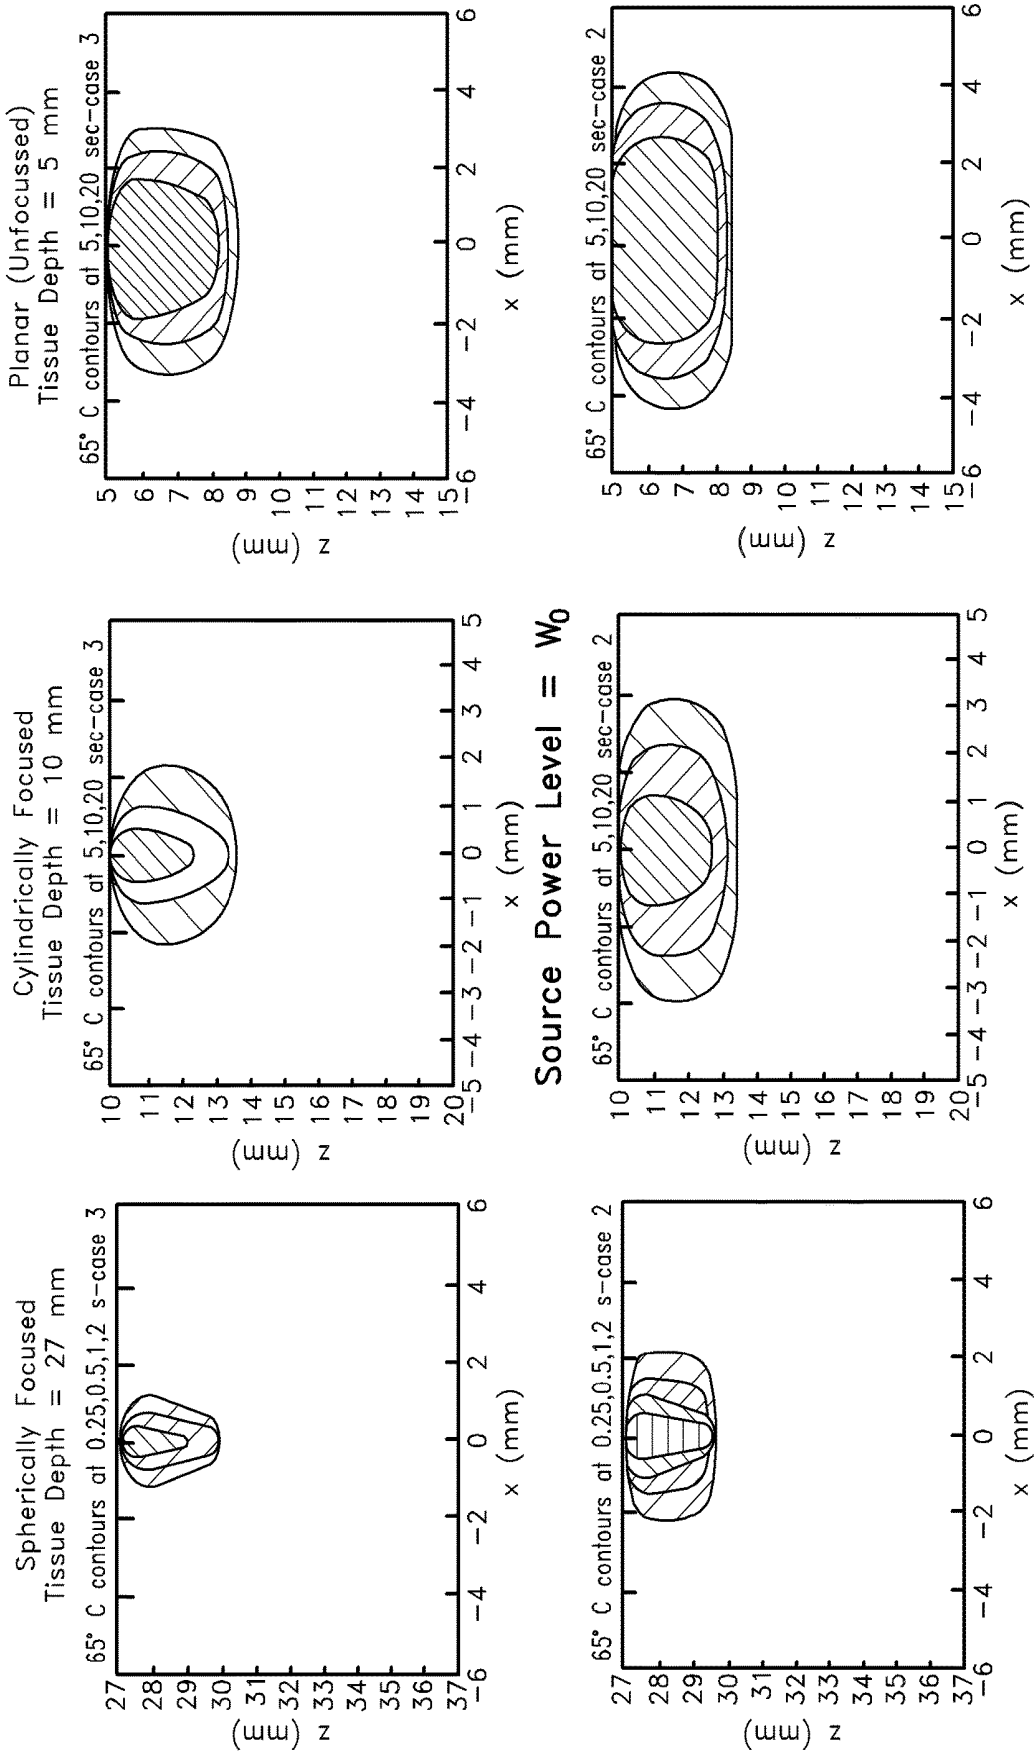 Spherically Focused
Tissue Depth = 27 mm
65° C contours at 0.25,0.5,1,2 s-case 3
27
28
29
30
31
32
33
34
35
36
37
z (mm)
-6 -4 -2 0 2 4 6
x (mm)
Cylindrically Focused
Tissue Depth = 10 mm
65° C contours at 5,10,20 sec-case 3
10
11
12
13
14
15
16
17
18
19
20
z (mm)
-5 -4 -3 -2 -1 0 1 2 3 4 5
x (mm)
Planar (Unfocussed)
Tissue Depth = 5 mm
65° C contours at 5,10,20 sec-case 3
5
6
7
8
9
10
11
12
13
14
15
z (mm)
-6 -4 -2 0 2 4 6
x (mm)
Source Power Level = W0
65° C contours at 0.25,0.5,1,2 s-case 2
27
28
29
30
31
32
33
34
35
36
37
z (mm)
-6 -4 -2 0 2 4 6
x (mm)
65° C contours at 5,10,20 sec-case 2
10
11
12
13
14
15
16
17
18
19
20
z (mm)
-5 -4 -3 -2 -1 0 1 2 3 4 5
x (mm)
65° C contours at 5,10,20 sec-case 2
5
6
7
8
9
10
11
12
13
14
15
z (mm)
-6 -4 -2 0 2 4 6
x (mm)